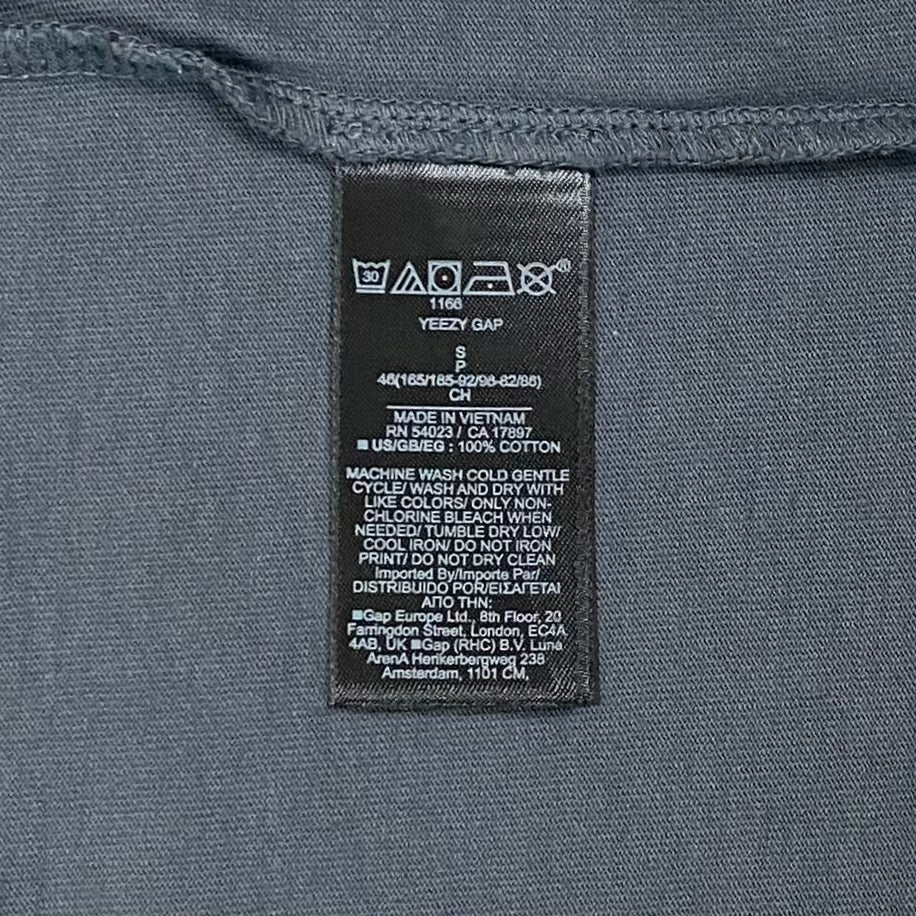 30
®
1166
YEEZY GAP
S
P
46(165/185-92/98-82/88)
CH
MADE IN VIETNAM
RN 54023 / CA 17897
US/GB/EG : 100% COTTON
MACHINE WASH COLD GENTLE
CYCLE/ WASH AND DRY WITH
LIKE COLORS/ ONLY NON-
CHLORINE BLEACH WHEN
NEEDED/ TUMBLE DRY LOW/
COOL IRON/ DO NOT IRON
PRINT/ DO NOT DRY CLEAN
Imported By/Importe Par/
DISTRIBUIDO POR/ΕΙΣΑΓΕΤΑΙ
ΑΠΟ ΤΗΝ:
Gap Europe Ltd., 8th Floor, 20
Farringdon Street, London, EC4A
4AB, UK Gap (RHC) B.V. Luna
ArenA Herikerbergweg 238
Amsterdam, 1101 CM,